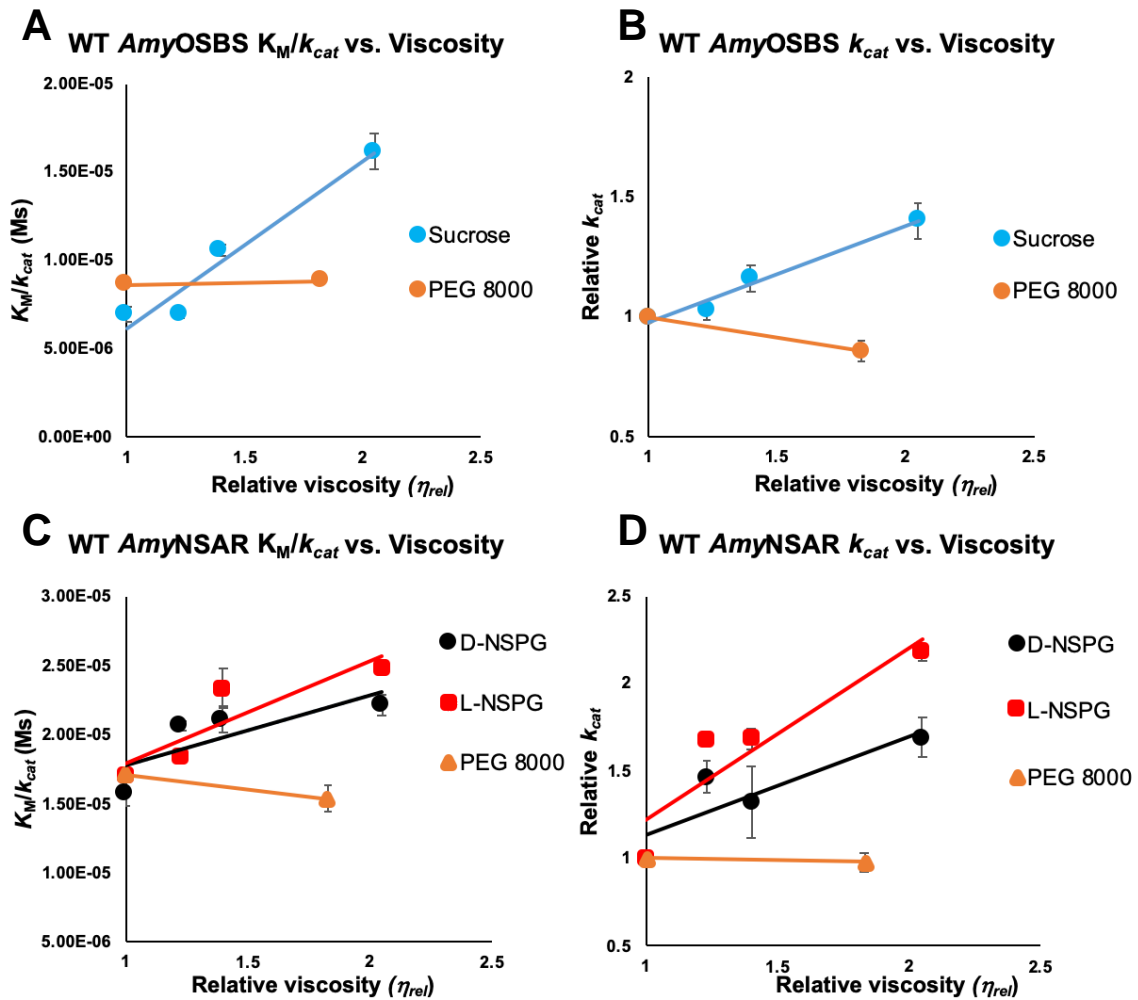 A
WT AmyOSBS KM/kcat vs. Viscosity
2.00E-05
1.50E-05
1.00E-05
5.00E-06
0.00E+00
KM/kcat (Ms)
Sucrose
PEG 8000
1
1.5
2
2.5
Relative viscosity (ηrel)
B
WT AmyOSBS kcat vs. Viscosity
2
1.5
1
0.5
Relative kcat
Sucrose
PEG 8000
1
1.5
2
2.5
Relative viscosity (ηrel)
C
WT AmyNSAR KM/kcat vs. Viscosity
3.00E-05
2.50E-05
2.00E-05
1.50E-05
1.00E-05
5.00E-06
KM/kcat (Ms)
D-NSPG
L-NSPG
PEG 8000
1
1.5
2
2.5
Relative viscosity (ηrel)
D
WT AmyNSAR kcat vs. Viscosity
2.5
2
1.5
1
0.5
Relative kcat
D-NSPG
L-NSPG
PEG 8000
1
1.5
2
2.5
Relative viscosity (ηrel)